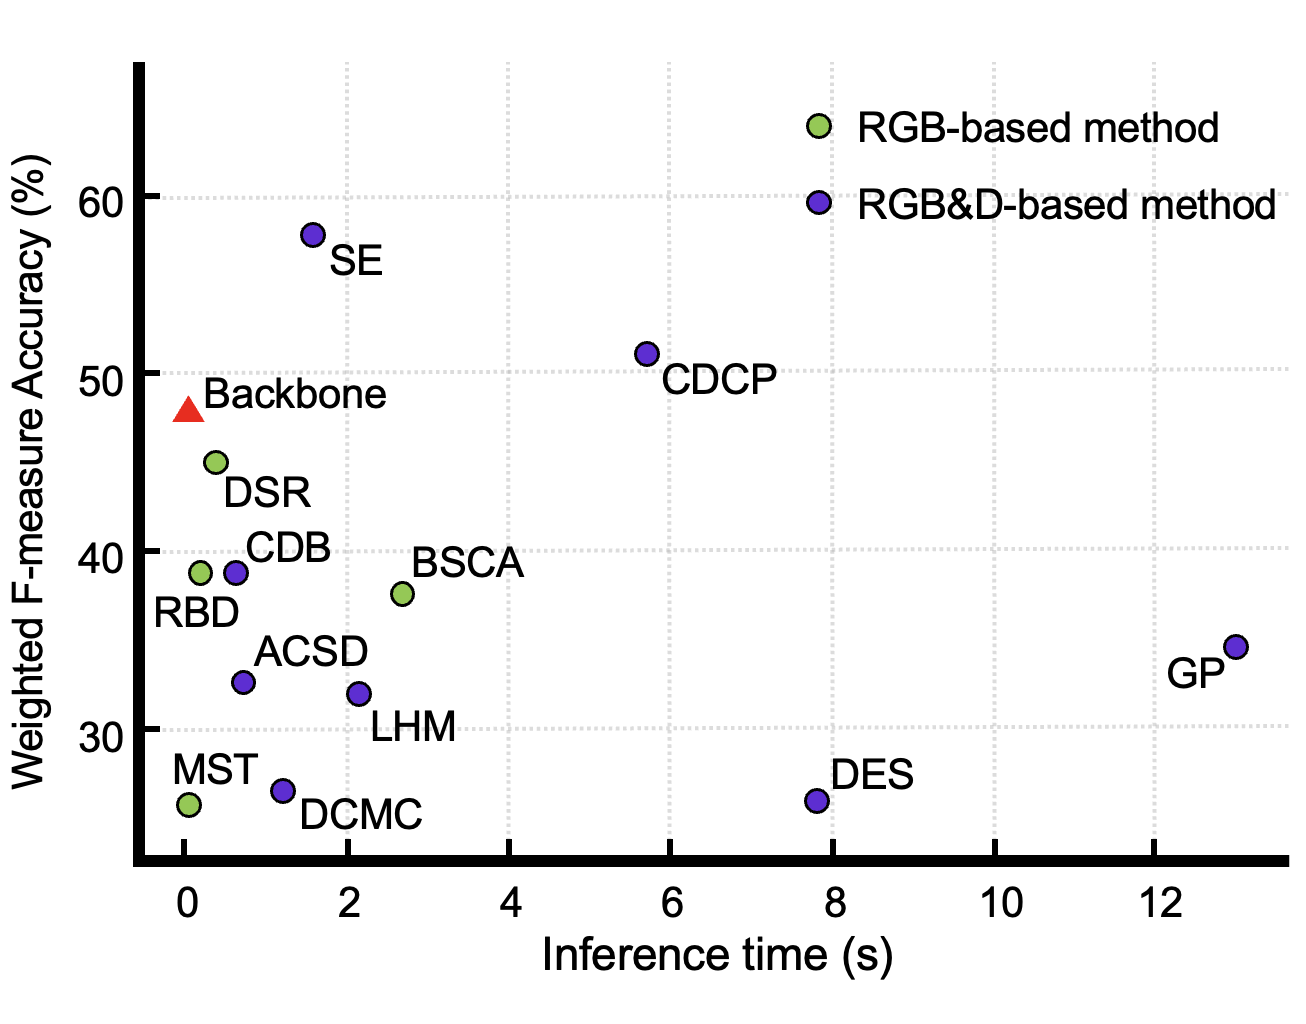 Weighted F-measure Accuracy (%)
60
50
40
30
RGB-based method
RGB&D-based method
SE
CDCP
Backbone
DSR
CDB
BSCA
RBD
ACSD
GP
LHM
MST
DES
DCMC
0 2 4 6 8 10 12
Inference time (s)